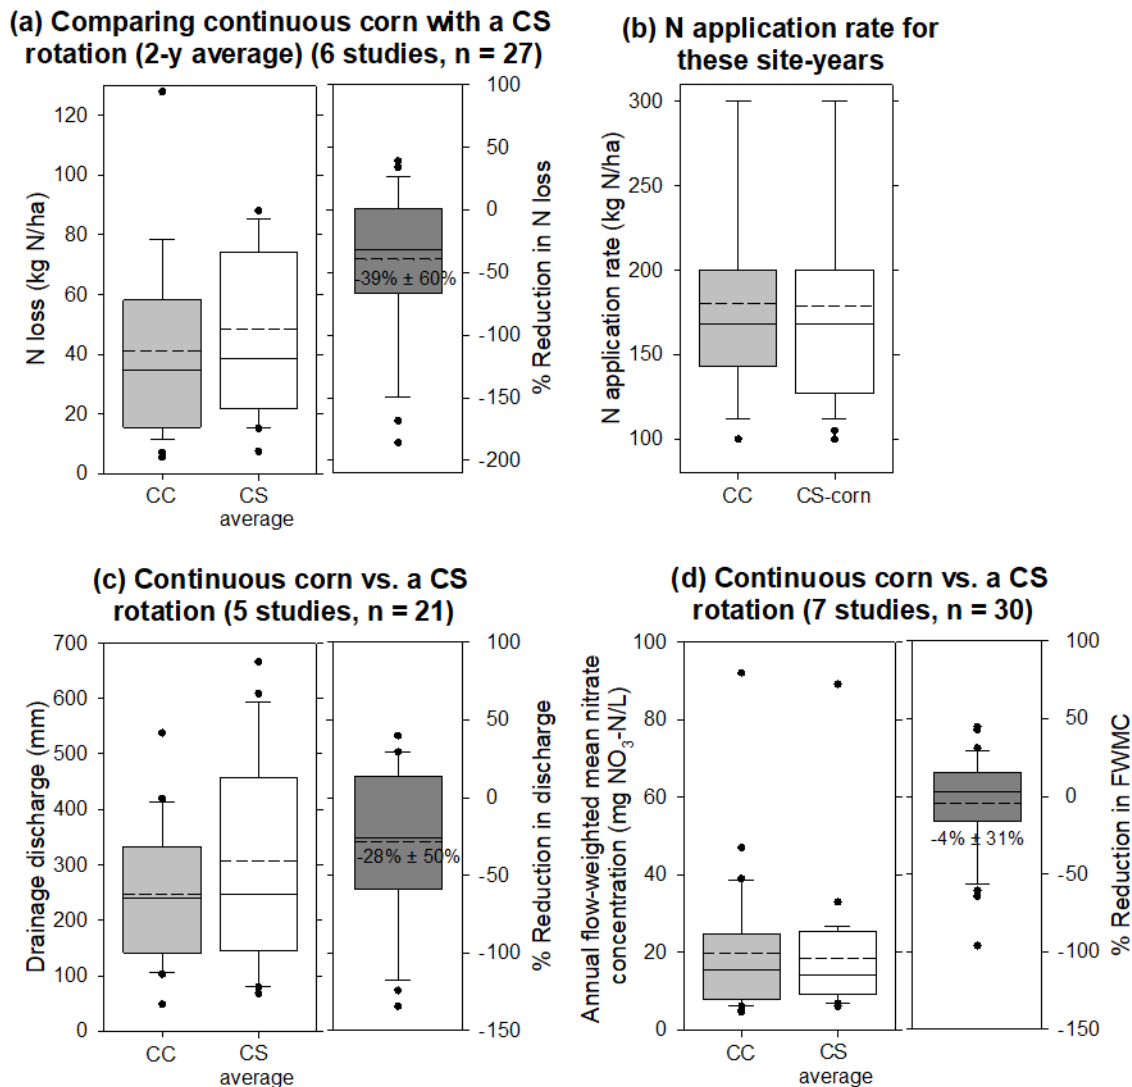 (a) Comparing continuous corn with a CS
rotation (2-y average) (6 studies, n = 27)
N loss (kg N/ha)
120
100
80
60
40
20
0
CC
CS
average
-39% ± 60%
100
50
0
-50
-100
-150
-200
% Reduction in N loss
(b) N application rate for
these site-years
N application rate (kg N/ha)
300
250
200
150
100
CC
CS-corn
(c) Continuous corn vs. a CS
rotation (5 studies, n = 21)
Drainage discharge (mm)
700
600
500
400
300
200
100
0
CC
CS
average
-28% ± 50%
100
50
0
-50
-100
-150
% Reduction in discharge
(d) Continuous corn vs. a CS
rotation (7 studies, n = 30)
Annual flow-weighted mean nitrate
concentration (mg NO₃-N/L)
100
80
60
40
20
0
CC
CS
average
-4% ± 31%
100
50
0
-50
-100
-150
% Reduction in FWMC